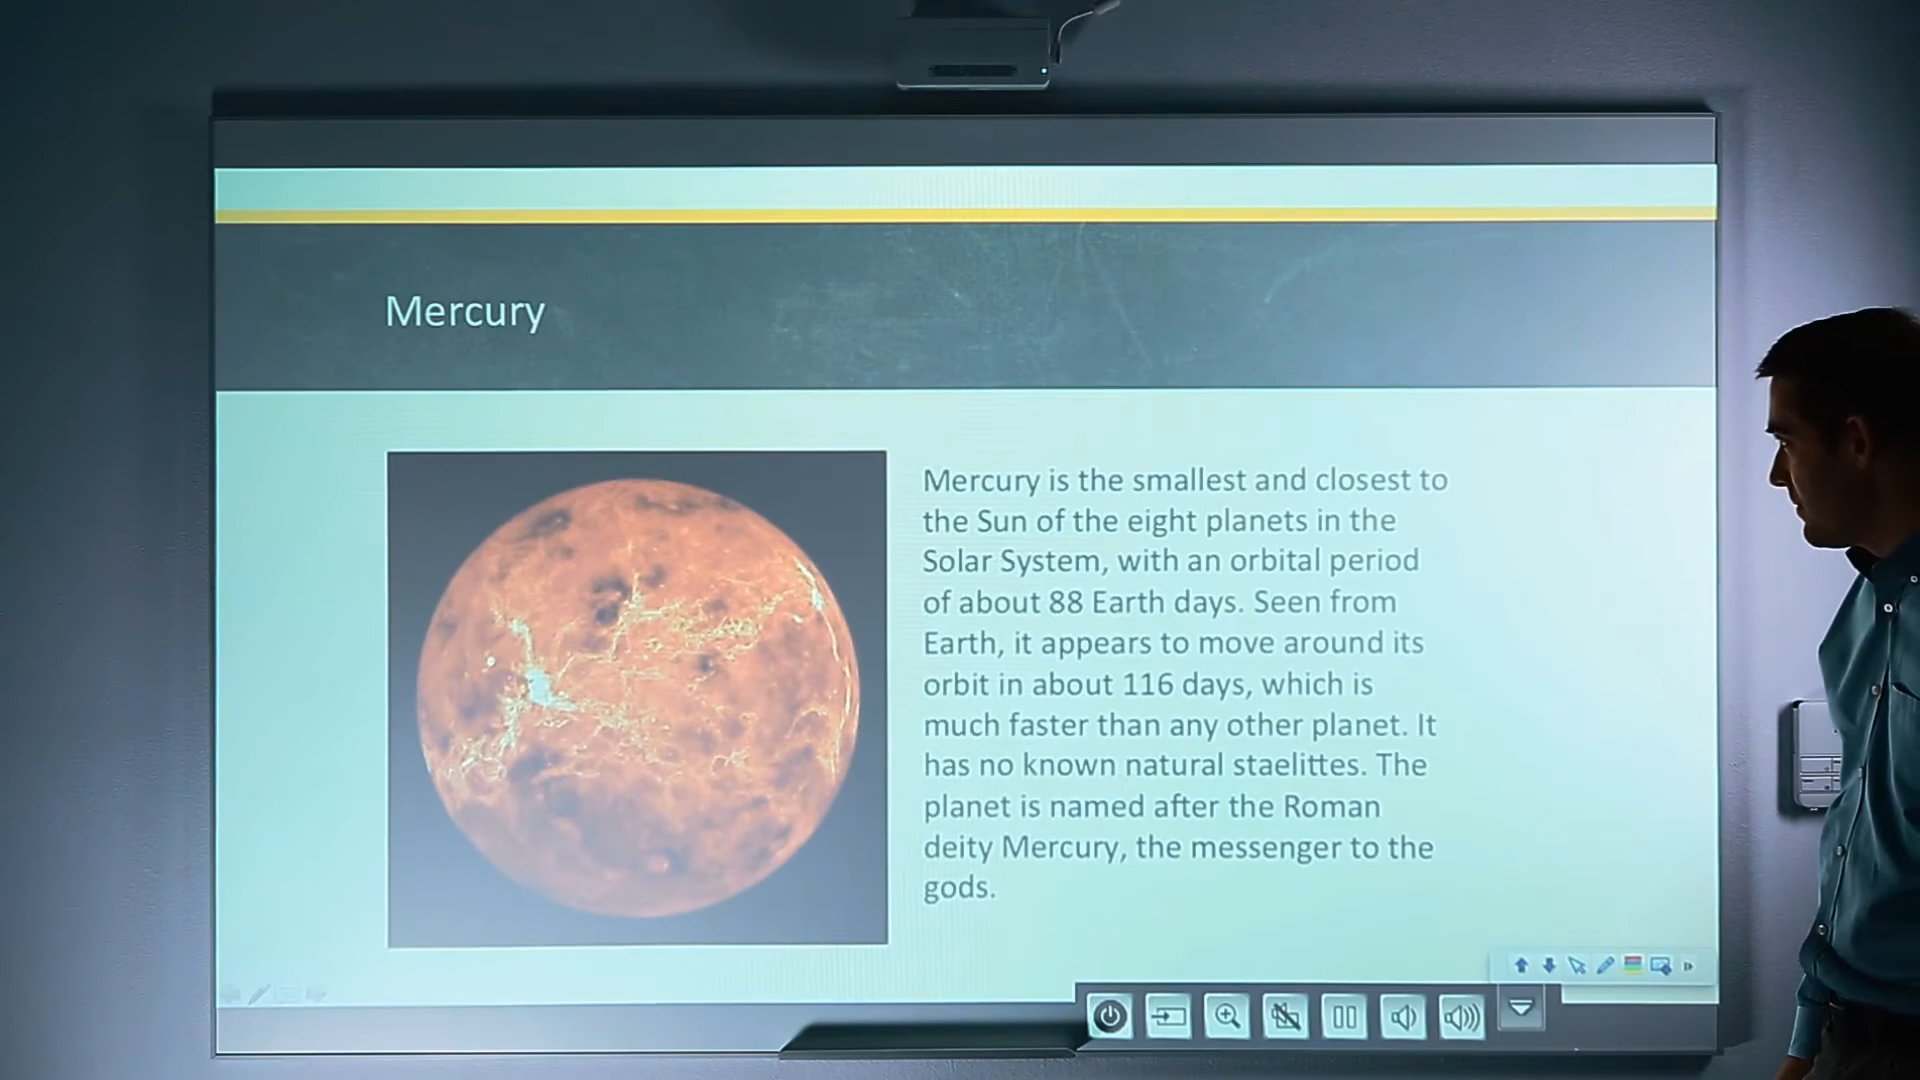 Mercury
Mercury is the smallest and closest to
the Sun of the eight planets in the
Solar System, with an orbital period
of about 88 Earth days. Seen from
Earth, it appears to move around its
orbit in about 116 days, which is
much faster than any other planet. It
has no known natural staelittes. The
planet is named after the Roman
deity Mercury, the messenger to the
gods.